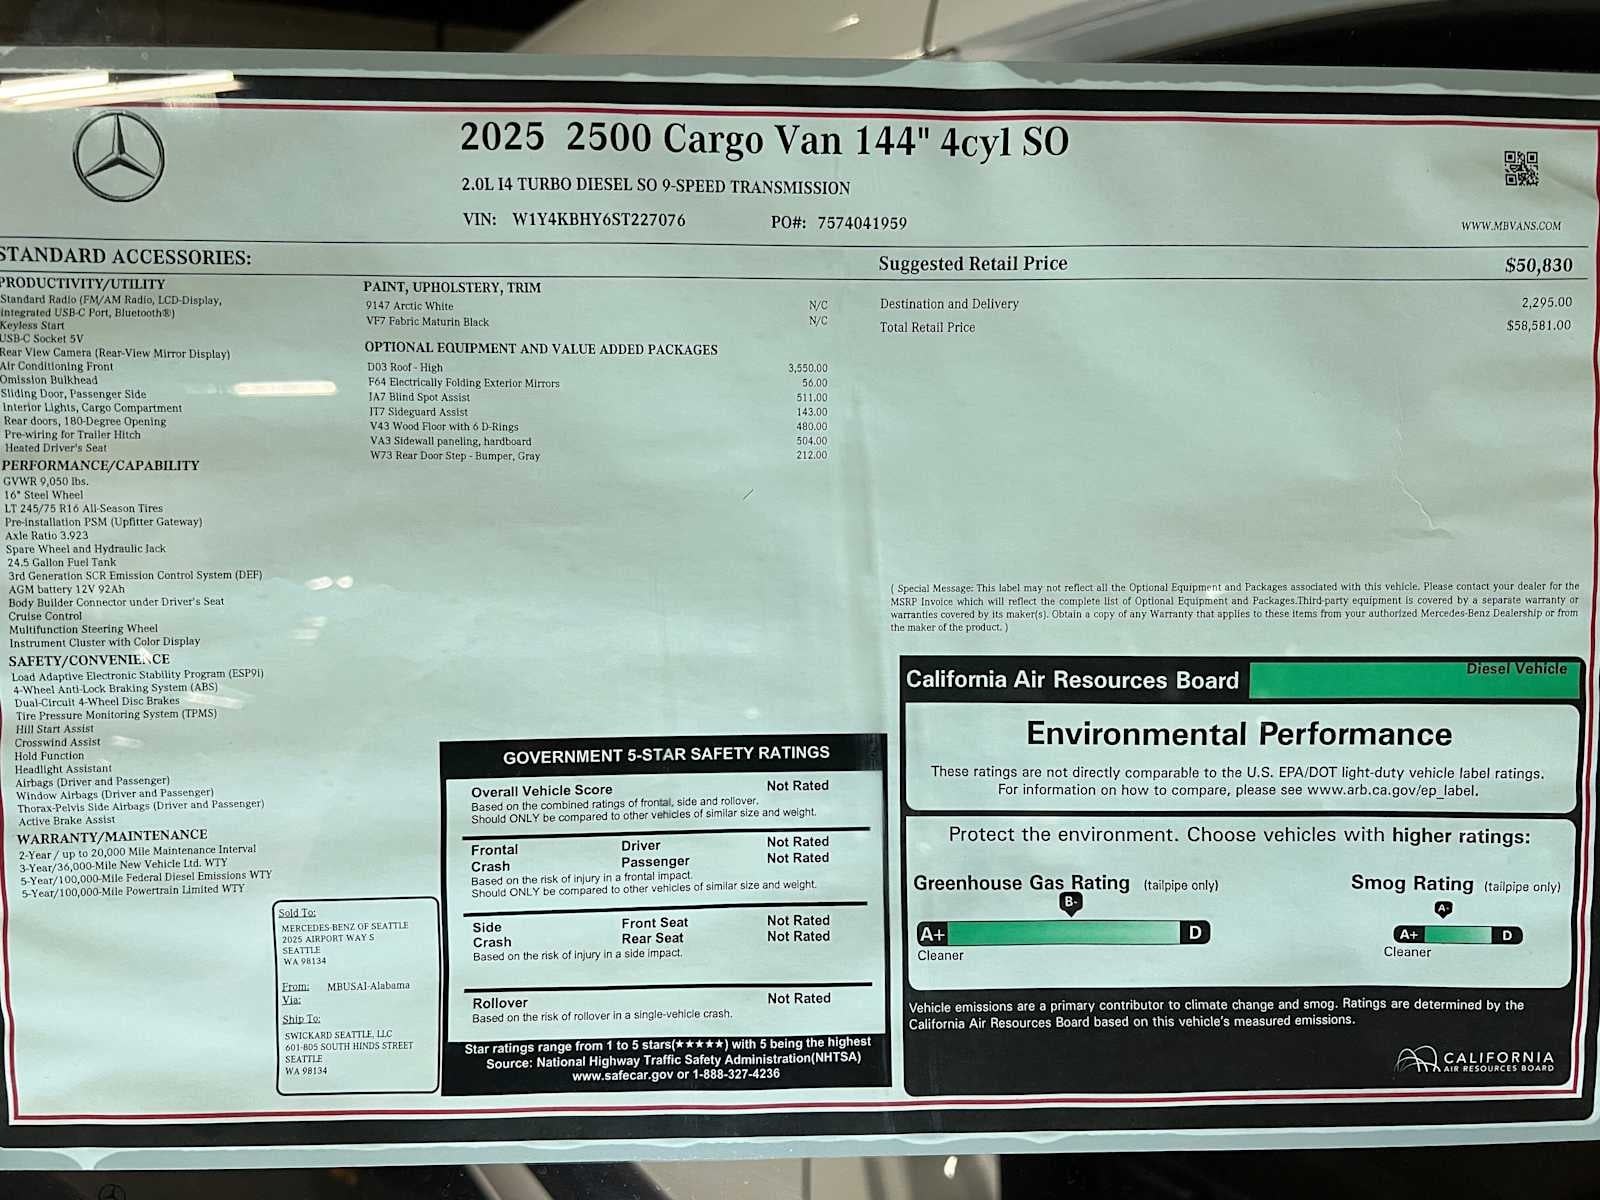 2025 2500 Cargo Van 144" 4cyl SO
2.0L I4 TURBO DIESEL SO 9-SPEED TRANSMISSION
VIN: W1Y4KBHY6ST227076 PO#: 7574041959
WWW.MBVANS.COM
STANDARD ACCESSORIES:
PRODUCTIVITY/UTILITY
Standard Radio (FM/AM Radio, LCD-Display,
integrated USB-C Port, Bluetooth®)
Keyless Start
USB-C Socket 5V
Rear View Camera (Rear-View Mirror Display)
Air Conditioning Front
Omission Bulkhead
Sliding Door, Passenger Side
Interior Lights, Cargo Compartment
Rear doors, 180-Degree Opening
Pre-wiring for Trailer Hitch
Heated Driver's Seat
PERFORMANCE/CAPABILITY
GVWR 9,050 lbs.
16" Steel Wheel
LT 245/75 R16 All-Season Tires
Pre-installation PSM (Upfitter Gateway)
Axle Ratio 3.923
Spare Wheel and Hydraulic Jack
24.5 Gallon Fuel Tank
3rd Generation SCR Emission Control System (DEF)
AGM battery 12V 92Ah
Body Builder Connector under Driver's Seat
Cruise Control
Multifunction Steering Wheel
Instrument Cluster with Color Display
SAFETY/CONVENIENCE
Load Adaptive Electronic Stability Program (ESP9I)
4-Wheel Anti-Lock Braking System (ABS)
Dual-Circuit 4-Wheel Disc Brakes
Tire Pressure Monitoring System (TPMS)
Hill Start Assist
Crosswind Assist
Hold Function
Headlight Assistant
Airbags (Driver and Passenger)
Window Airbags (Driver and Passenger)
Thorax-Pelvis Side Airbags (Driver and Passenger)
Active Brake Assist
WARRANTY/MAINTENANCE
2-Year / up to 20,000 Mile Maintenance Interval
3-Year/36,000-Mile New Vehicle Ltd. WTY
5-Year/100,000-Mile Federal Diesel Emissions WTY
5-Year/100,000-Mile Powertrain Limited WTY
PAINT, UPHOLSTERY, TRIM
9147 Arctic White N/C
VF7 Fabric Maturin Black N/C
OPTIONAL EQUIPMENT AND VALUE ADDED PACKAGES
D03 Roof - High 3,550.00
F64 Electrically Folding Exterior Mirrors 56.00
JA7 Blind Spot Assist 511.00
JT7 Sideguard Assist 143.00
V43 Wood Floor with 6 D-Rings 480.00
VA3 Sidewall paneling, hardboard 504.00
W73 Rear Door Step - Bumper, Gray 212.00
Suggested Retail Price $50,830
Destination and Delivery 2,295.00
Total Retail Price $58,581.00
( Special Message: This label may not reflect all the Optional Equipment and Packages associated with this vehicle. Please contact your dealer for the
MSRP Invoice which will reflect the complete list of Optional Equipment and Packages.Third-party equipment is covered by a separate warranty or
warranties covered by its maker(s). Obtain a copy of any Warranty that applies to these items from your authorized Mercedes-Benz Dealership or from
the maker of the product. )
Sold To:
MERCEDES-BENZ OF SEATTLE
2025 AIRPORT WAY S
SEATTLE
WA 98134
From: MBUSAI-Alabama
Via:
Ship To:
SWICKARD SEATTLE, LLC
601-805 SOUTH HINDS STREET
SEATTLE
WA 98134
GOVERNMENT 5-STAR SAFETY RATINGS
Overall Vehicle Score Not Rated
Based on the combined ratings of frontal, side and rollover.
Should ONLY be compared to other vehicles of similar size and weight.
Frontal Driver Not Rated
Crash Passenger Not Rated
Based on the risk of injury in a frontal impact.
Should ONLY be compared to other vehicles of similar size and weight.
Side Front Seat Not Rated
Crash Rear Seat Not Rated
Based on the risk of injury in a side impact.
Rollover Not Rated
Based on the risk of rollover in a single-vehicle crash.
Star ratings range from 1 to 5 stars(★★★★★) with 5 being the highest
Source: National Highway Traffic Safety Administration(NHTSA)
www.safecar.gov or 1-888-327-4236
California Air Resources Board Diesel Vehicle
Environmental Performance
These ratings are not directly comparable to the U.S. EPA/DOT light-duty vehicle label ratings.
For information on how to compare, please see www.arb.ca.gov/ep_label.
Protect the environment. Choose vehicles with higher ratings:
Greenhouse Gas Rating (tailpipe only)
B-
A+ D
Cleaner
Smog Rating (tailpipe only)
A-
A+ D
Cleaner
Vehicle emissions are a primary contributor to climate change and smog. Ratings are determined by the
California Air Resources Board based on this vehicle's measured emissions.
CALIFORNIA
AIR RESOURCES BOARD